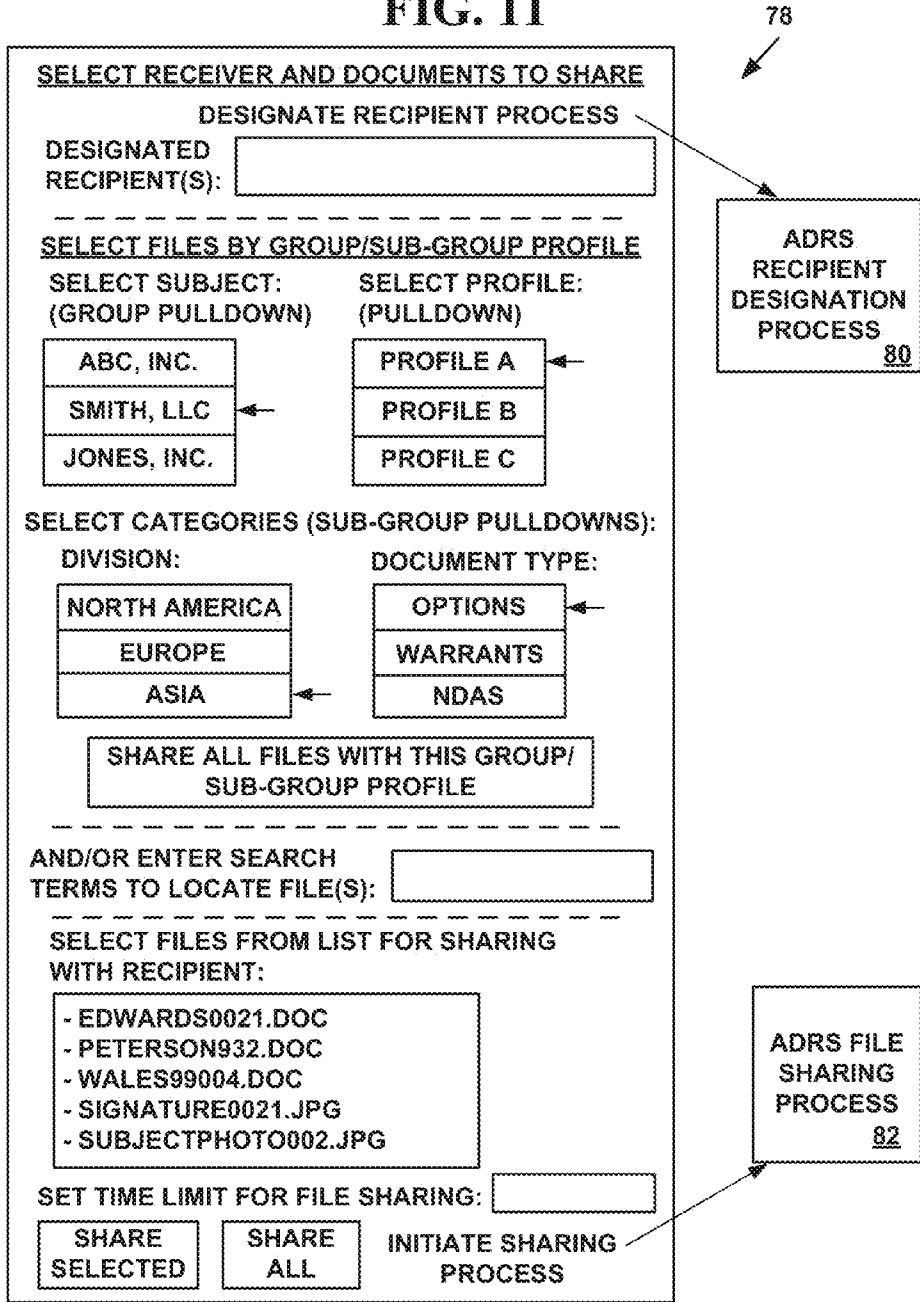 FIG. 11
78
SELECT RECEIVER AND DOCUMENTS TO SHARE
DESIGNATE RECIPIENT PROCESS
DESIGNATED
RECIPIENT(S):
SELECT FILES BY GROUP/SUB-GROUP PROFILE
SELECT SUBJECT:
(GROUP PULLDOWN)
SELECT PROFILE:
(PULLDOWN)
ABC, INC.
SMITH, LLC
JONES, INC.
PROFILE A
PROFILE B
PROFILE C
ADRS
RECIPIENT
DESIGNATION
PROCESS
80
SELECT CATEGORIES (SUB-GROUP PULLDOWNS):
DIVISION:
NORTH AMERICA
EUROPE
ASIA
DOCUMENT TYPE:
OPTIONS
WARRANTS
NDAS
SHARE ALL FILES WITH THIS GROUP/
SUB-GROUP PROFILE
AND/OR ENTER SEARCH
TERMS TO LOCATE FILE(S):
SELECT FILES FROM LIST FOR SHARING
WITH RECIPIENT:
- EDWARDS0021.DOC
- PETERSON932.DOC
- WALES99004.DOC
- SIGNATURE0021.JPG
- SUBJECTPHOTO002.JPG
ADRS FILE
SHARING
PROCESS
82
SET TIME LIMIT FOR FILE SHARING:
SHARE
SELECTED
SHARE
ALL
INITIATE SHARING
PROCESS